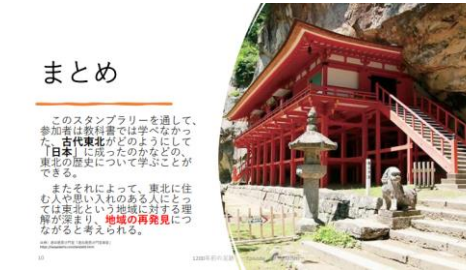 まとめ
このスタンプラリーを通して、
参加者は教科書では学べなかっ
た、古代東北がどのようにして
「日本」に成ったのかなどの、
東北の歴史について学ぶことが
できる。
またそれによって、東北に住
む人や思い入れのある人にとっ
ては東北という地域に対する理
解が深まり、地域の再発見につ
ながると考えられる。
10